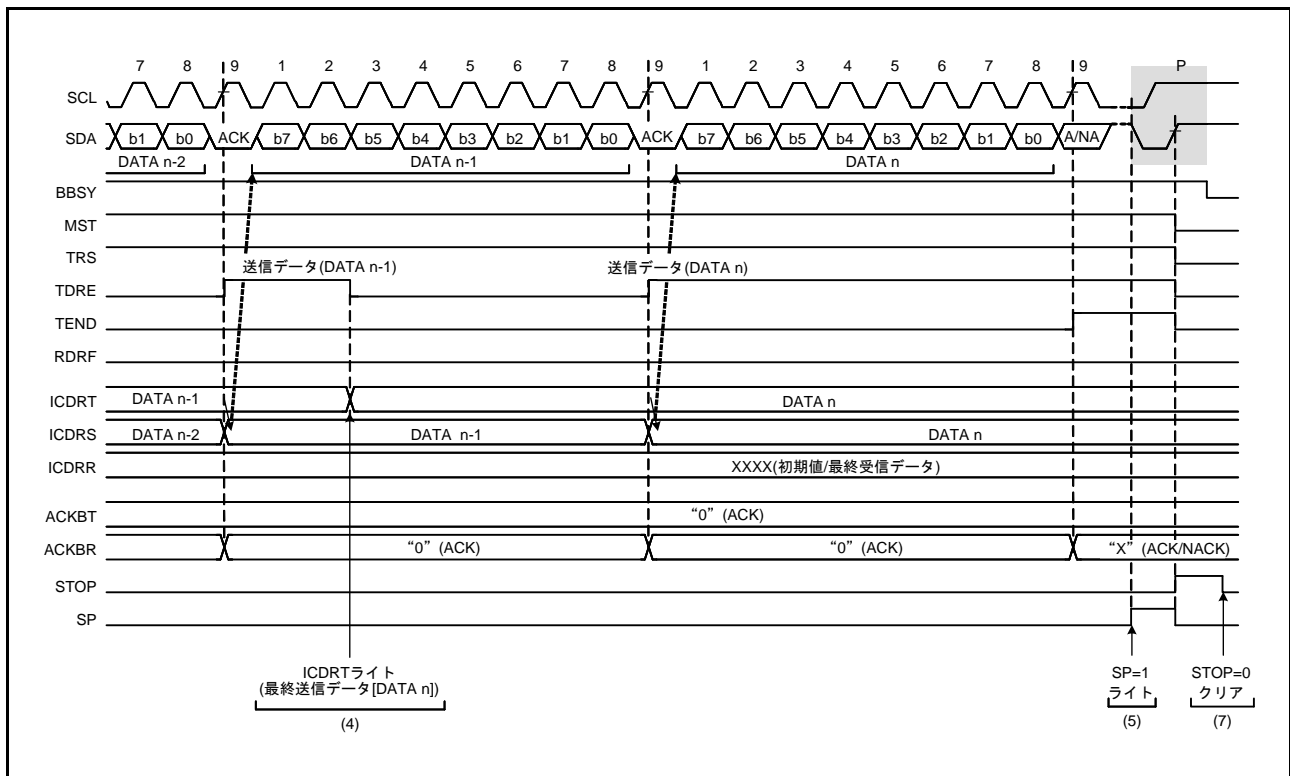 7 8 9 1 2 3 4 5 6 7 8 9 1 2 3 4 5 6 7 8 9 P
SCL
SDA b1 b0 ACK b7 b6 b5 b4 b3 b2 b1 b0 ACK b7 b6 b5 b4 b3 b2 b1 b0 A/NA
DATA n-2 DATA n-1 DATA n
BBSY
MST
TRS
送信データ(DATA n-1) 送信データ(DATA n)
TDRE
TEND
RDRF
ICDRT DATA n-1 DATA n
ICDRS DATA n-2 DATA n-1 DATA n
ICDRR XXXX(初期値/最終受信データ)
ACKBT “0” (ACK)
ACKBR “0” (ACK) “0” (ACK) “X” (ACK/NACK)
STOP
SP
ICDRTライト SP=1 STOP=0
(最終送信データ[DATA n]) ライト クリア
(4) (5) (7)